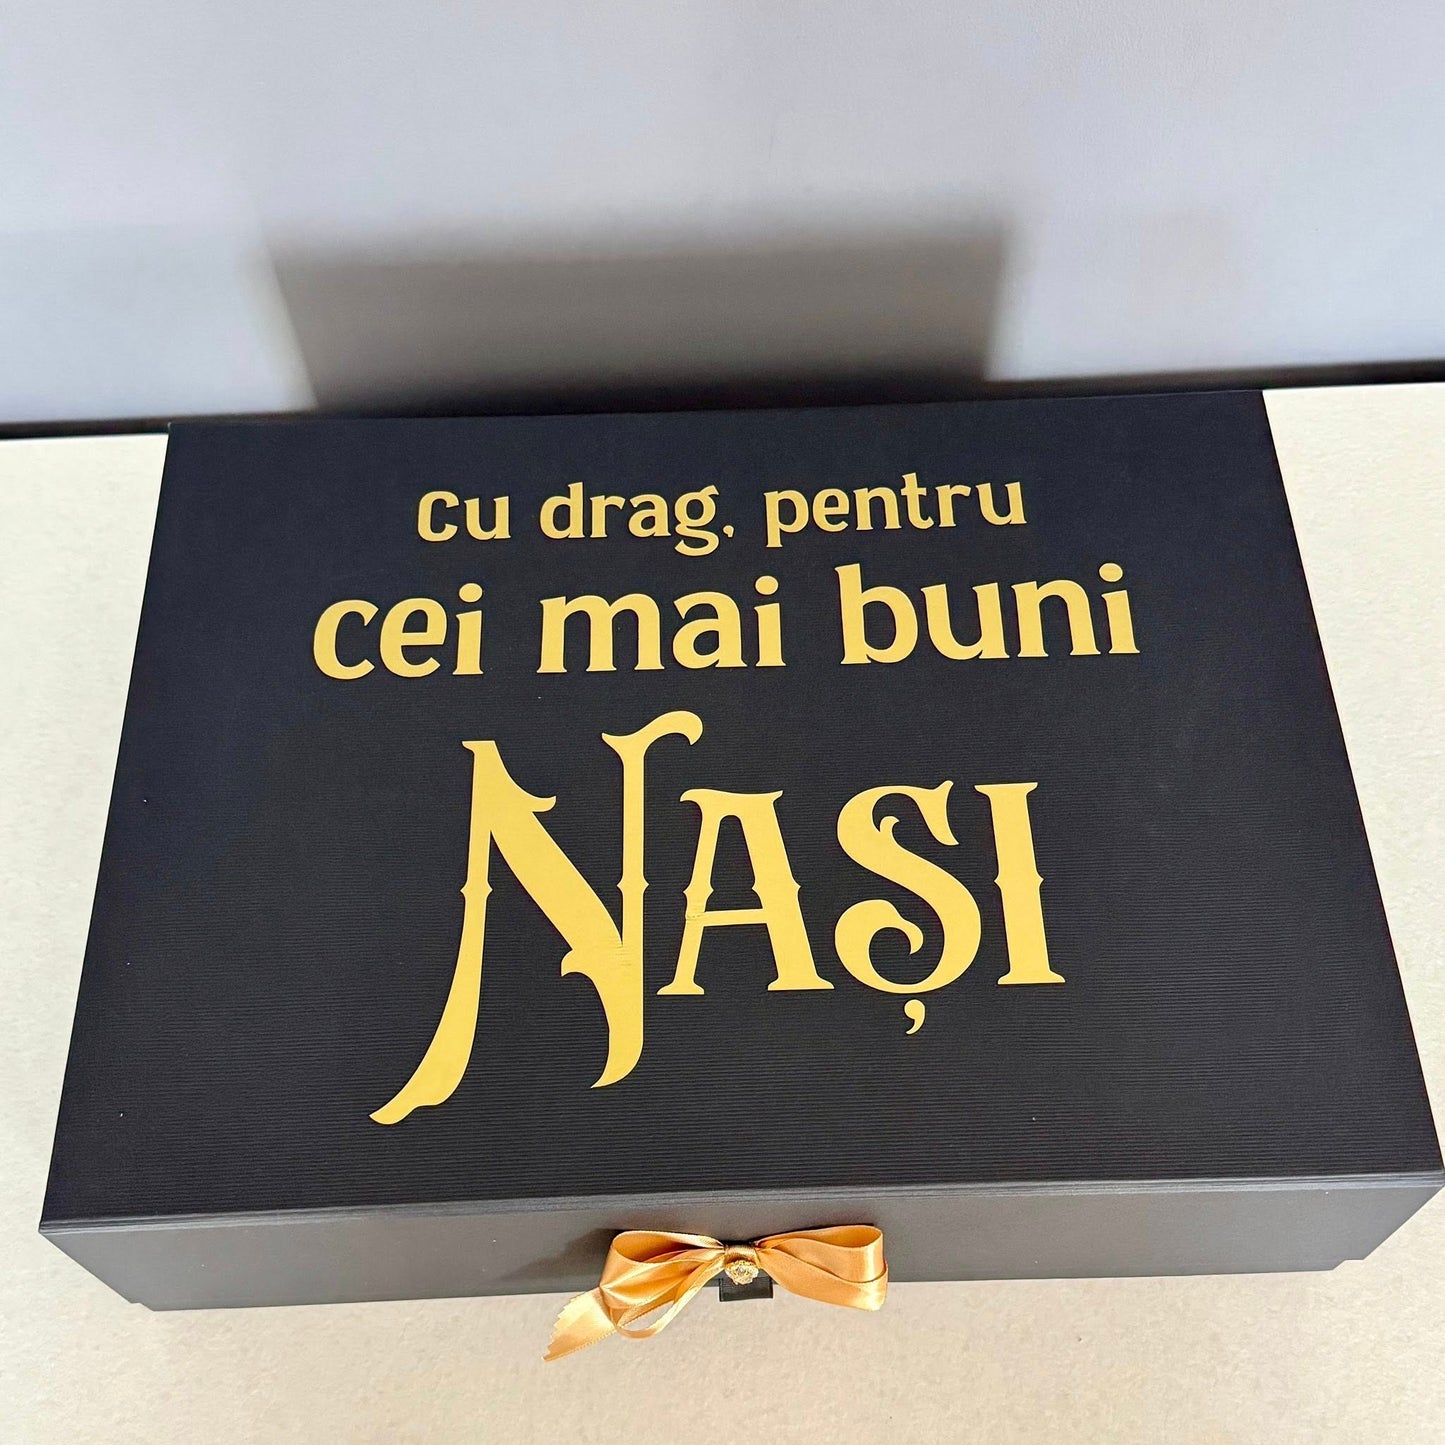 cu drag, pentru
cei mai buni
NAȘI